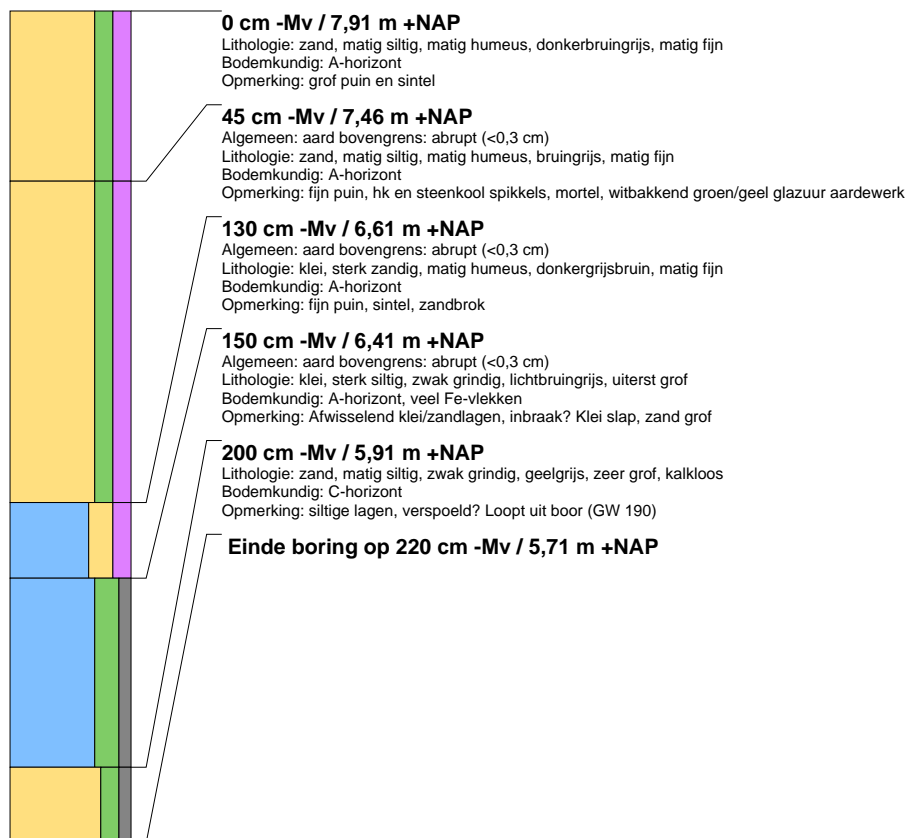 0 cm -Mv / 7,91 m +NAP
Lithologie: zand, matig siltig, matig humeus, donkerbruingrijs, matig fijn
Bodemkundig: A-horizont
Opmerking: grof puin en sintel
45 cm -Mv / 7,46 m +NAP
Algemeen: aard bovengrens: abrupt (<0,3 cm)
Lithologie: zand, matig siltig, matig humeus, bruingrijs, matig fijn
Bodemkundig: A-horizont
Opmerking: fijn puin, hk en steenkool spikkels, mortel, witbakkend groen/geel glazuur aardewerk
130 cm -Mv / 6,61 m +NAP
Algemeen: aard bovengrens: abrupt (<0,3 cm)
Lithologie: klei, sterk zandig, matig humeus, donkergrijsbruin, matig fijn
Bodemkundig: A-horizont
Opmerking: fijn puin, sintel, zandbrok
150 cm -Mv / 6,41 m +NAP
Algemeen: aard bovengrens: abrupt (<0,3 cm)
Lithologie: klei, sterk siltig, zwak grindig, lichtbruingrijs, uiterst grof
Bodemkundig: A-horizont, veel Fe-vlekken
Opmerking: Afwisselend klei/zandlagen, inbraak? Klei slap, zand grof
200 cm -Mv / 5,91 m +NAP
Lithologie: zand, matig siltig, zwak grindig, geelgrijs, zeer grof, kalkloos
Bodemkundig: C-horizont
Opmerking: siltige lagen, verspoeld? Loopt uit boor (GW 190)
Einde boring op 220 cm -Mv / 5,71 m +NAP